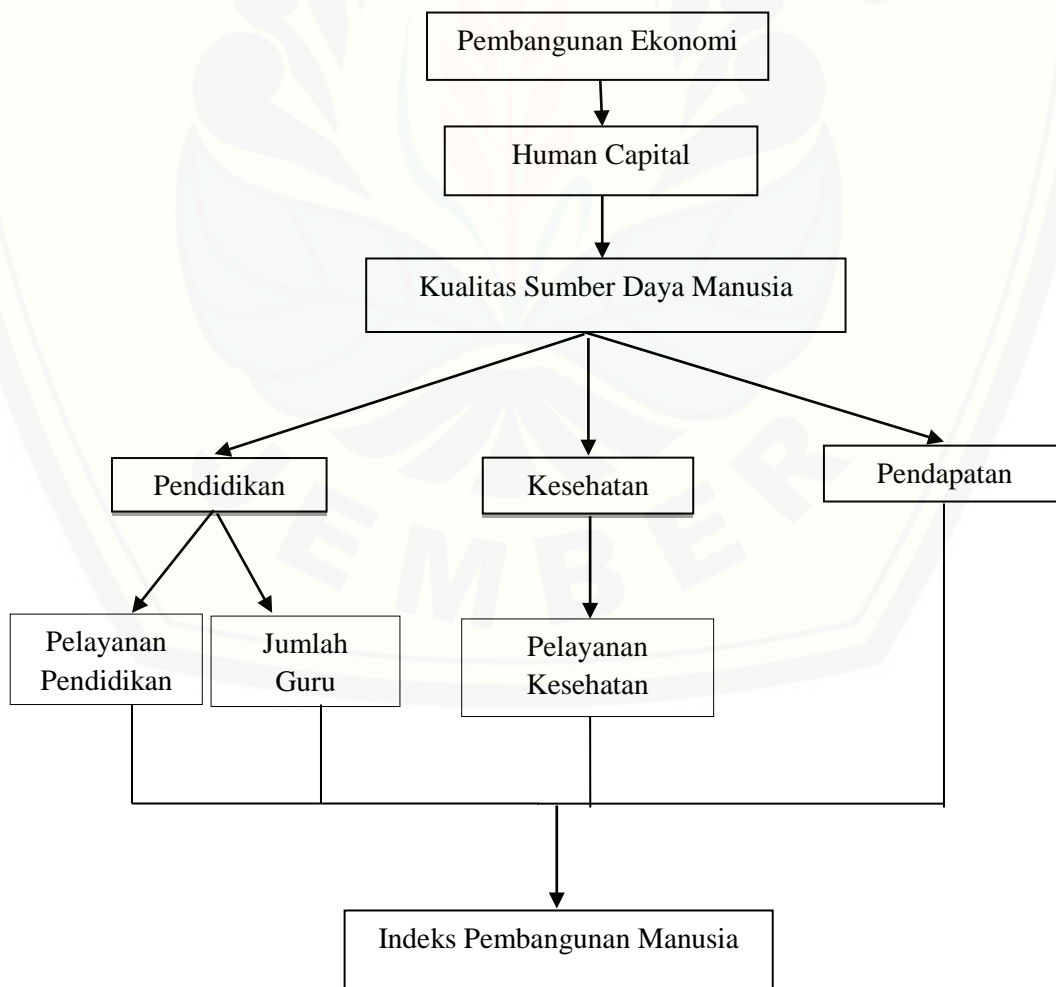 Pembangunan Ekonomi
Human Capital
Kualitas Sumber Daya Manusia
Pendidikan
Kesehatan
Pendapatan
Pelayanan
Pendidikan
Jumlah
Guru
Pelayanan
Kesehatan
Indeks Pembangunan Manusia
JEMBER